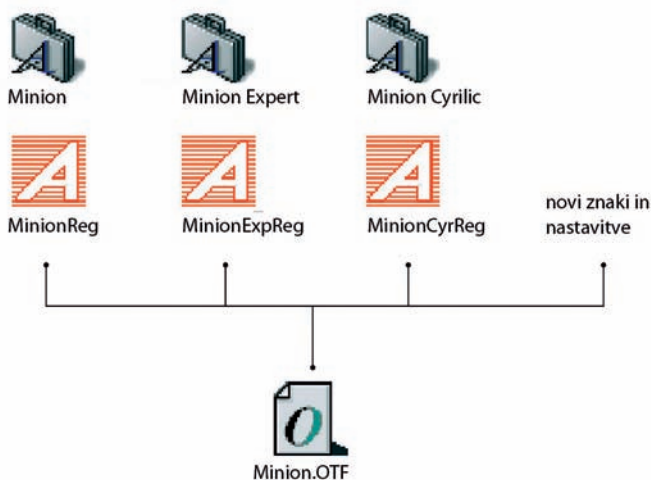 Minion
Minion Expert
Minion Cyrilic
MinionReg
MinionExpReg
MinionCyrReg
novi znaki in
nastavitve
Minion.OTF